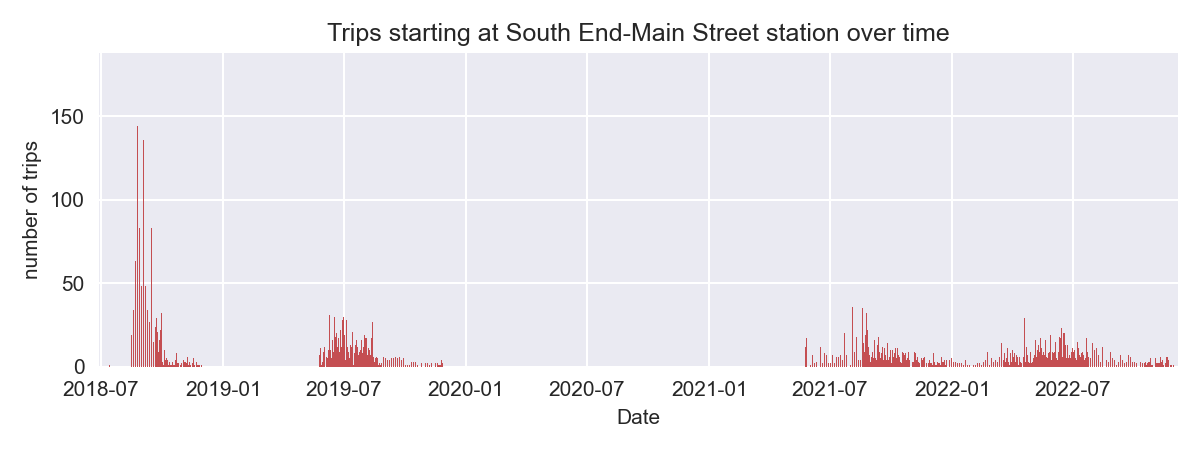 Trips starting at South End-Main Street station over time
number of trips
150
100
50
0
2018-07 2019-01 2019-07 2020-01 2020-07 2021-01 2021-07 2022-01 2022-07
Date